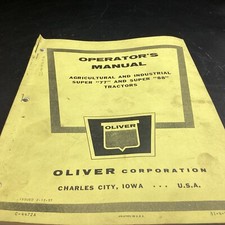 OPERATOR'S
MANUAL
AGRICULTURAL AND INDUSTRIAL
SUPER "77" AND SUPER "88"
TRACTORS
OLIVER
OLIVER CORPORATION
CHARLES CITY, IOWA ... U.S.A.